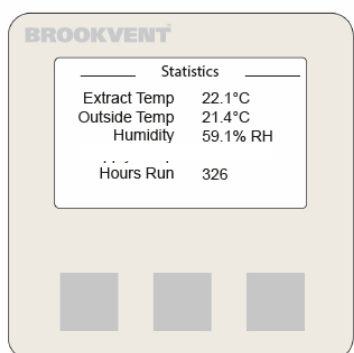 BROOKVENT
Statistics
Extract Temp 22.1°C
Outside Temp 21.4°C
Humidity 59.1% RH
Hours Run 326